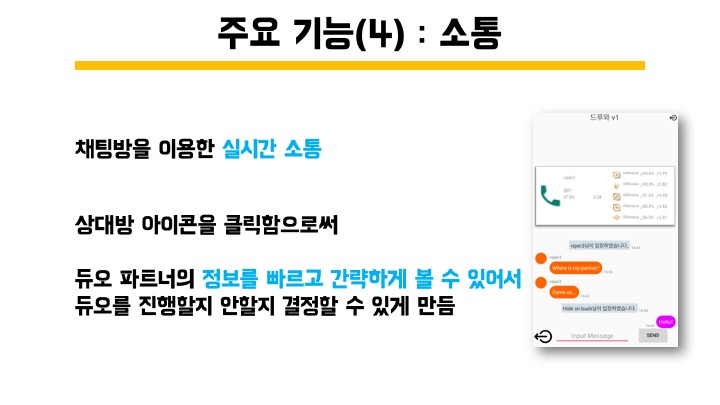 주요 기능(4) : 소통
채팅방을 이용한 실시간 소통
상대방 아이콘을 클릭함으로써
듀오 파트너의 정보를 빠르고 간략하게 볼 수 있어서
듀오를 진행할지 안할지 결정할 수 있게 만듬
드루와 v1
viper3
viper3님이 입장하였습니다.
viper3
Where is my partner?
viper3
Come on..
Hide on bush님이 입장하였습니다.
Hello?
Input Message
SEND